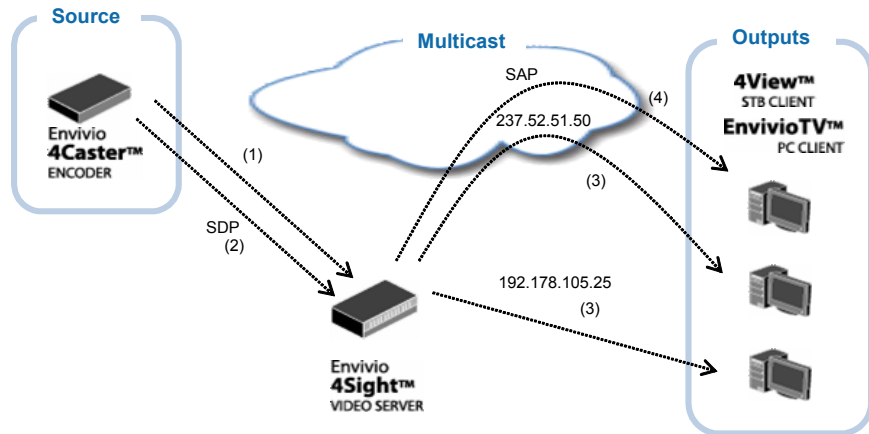 Source
Envivio
4Caster™
ENCODER
(1)
SDP
(2)
Multicast
SAP
(4)
237.52.51.50
(3)
192.178.105.25
(3)
Envivio
4Sight™
VIDEO SERVER
Outputs
4View™
STB CLIENT
EnvivioTV™
PC CLIENT